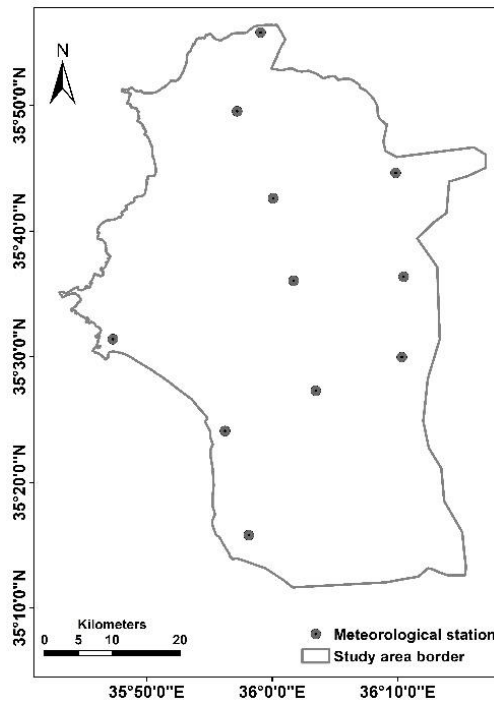 N
35°50'0"N
35°40'0"N
35°30'0"N
35°20'0"N
35°10'0"N
Kilometers
0 5 10 20
Meteorological station
Study area border
35°50'0"E 36°0'0"E 36°10'0"E